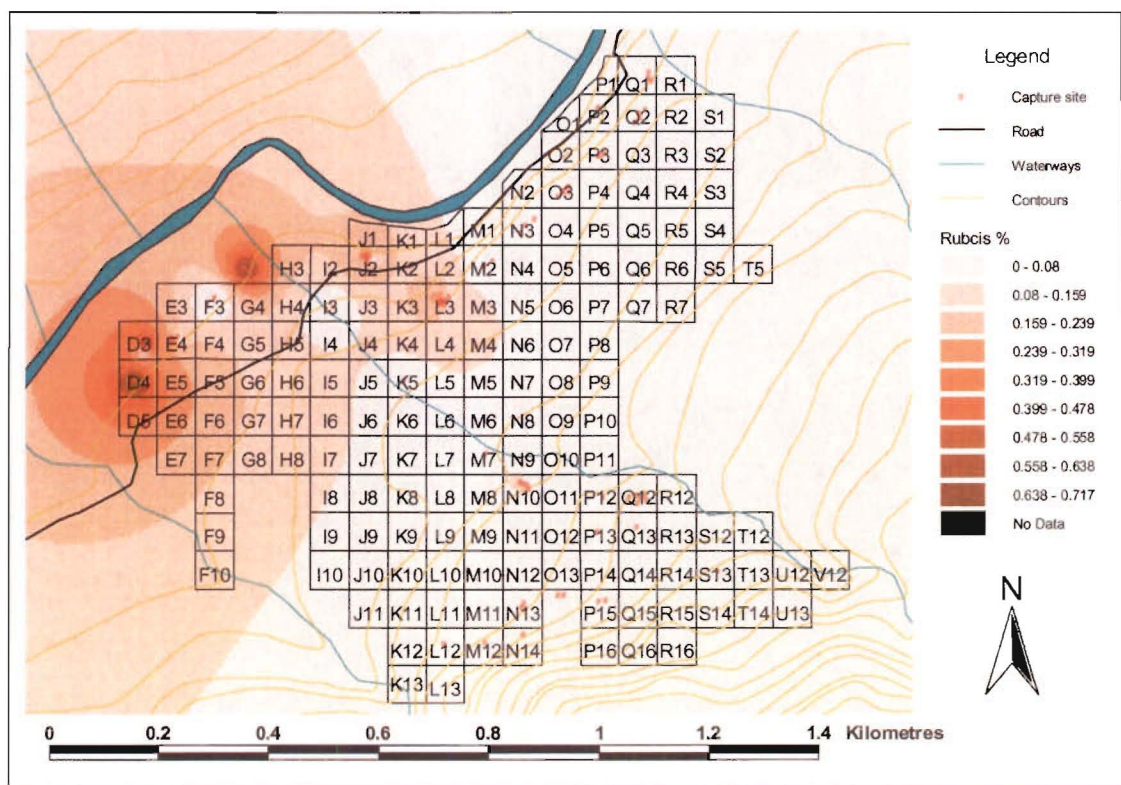 Legend
Capture site
Road
Waterways
Contours
Rubcis %
0 - 0.08
0.08 - 0.159
0.159 - 0.239
0.239 - 0.319
0.319 - 0.399
0.399 - 0.478
0.478 - 0.558
0.558 - 0.638
0.638 - 0.717
No Data
N
P1 Q1 R1
O1 P2 Q2 R2 S1
O2 P3 Q3 R3 S2
N2 O3 P4 Q4 R4 S3
J1 K1 L1 M1 N3 O4 P5 Q5 R5 S4
H3 I2 J2 K2 L2 M2 N4 O5 P6 Q6 R6 S5 T5
E3 F3 G4 H4 I3 J3 K3 L3 M3 N5 O6 P7 Q7 R7
D3 E4 F4 G5 H5 I4 J4 K4 L4 M4 N6 O7 P8
D4 E5 F5 G6 H6 I5 J5 K5 L5 M5 N7 O8 P9
D5 E6 F6 G7 H7 I6 J6 K6 L6 M6 N8 O9 P10
E7 F7 G8 H8 I7 J7 K7 L7 M7 N9 O10 P11
F8 I8 J8 K8 L8 M8 N10 O11 P12 Q12 R12
F9 I9 J9 K9 L9 M9 N11 O12 P13 Q13 R13 S12 T12
F10 I10 J10 K10 L10 M10 N12 O13 P14 Q14 R14 S13 T13 U12 V12
J11 K11 L11 M11 N13 P15 Q15 R15 S14 T14 U13
K12 L12 M12 N14 P16 Q16 R16
K13 L13
0 0.2 0.4 0.6 0.8 1.0 1.2 1.4 Kilometres